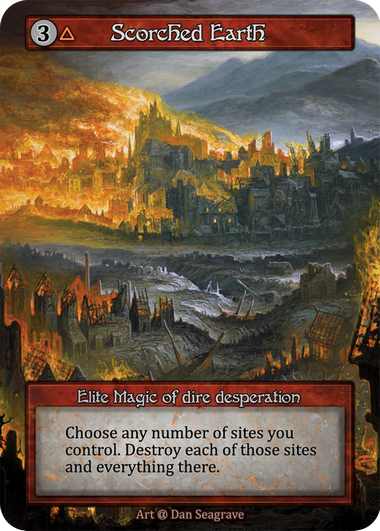 3 Scorched Earth
Elite Magic of dire desperation
Choose any number of sites you
control. Destroy each of those sites
and everything there.
Art @ Dan Seagrave